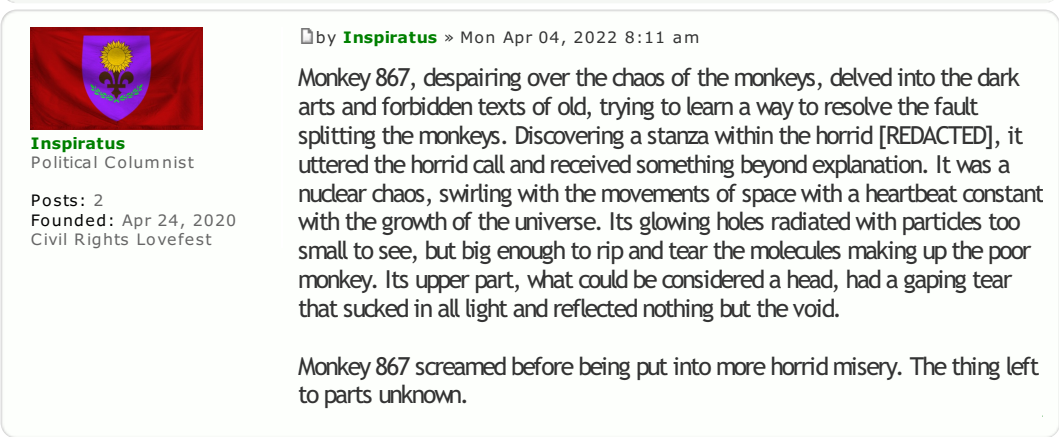 by Inspiratus » Mon Apr 04, 2022 8:11 am
Inspiratus
Political Columnist
Posts: 2
Founded: Apr 24, 2020
Civil Rights Lovefest
Monkey 867, despairing over the chaos of the monkeys, delved into the dark
arts and forbidden texts of old, trying to learn a way to resolve the fault
splitting the monkeys. Discovering a stanza within the horrid [REDACTED], it
uttered the horrid call and received something beyond explanation. It was a
nuclear chaos, swirling with the movements of space with a heartbeat constant
with the growth of the universe. Its glowing holes radiated with particles too
small to see, but big enough to rip and tear the molecules making up the poor
monkey. Its upper part, what could be considered a head, had a gaping tear
that sucked in all light and reflected nothing but the void.
Monkey 867 screamed before being put into more horrid misery. The thing left
to parts unknown.